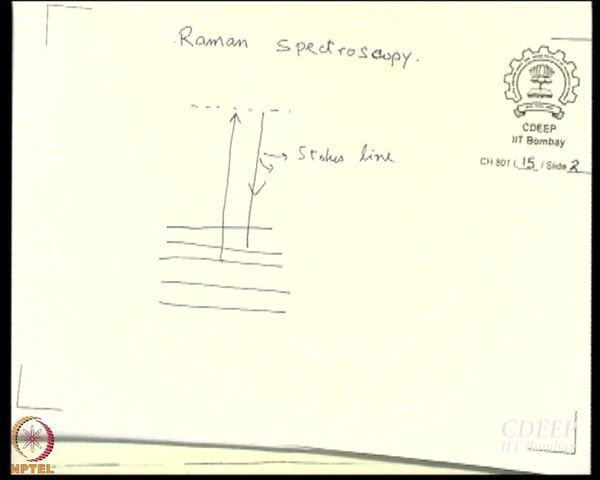 Raman Spectroscopy.
Stokes line
CDEEP
IIT Bombay
CH 801 L 15 / Slide 2
NPTEL
CDEEP
IIT Bombay